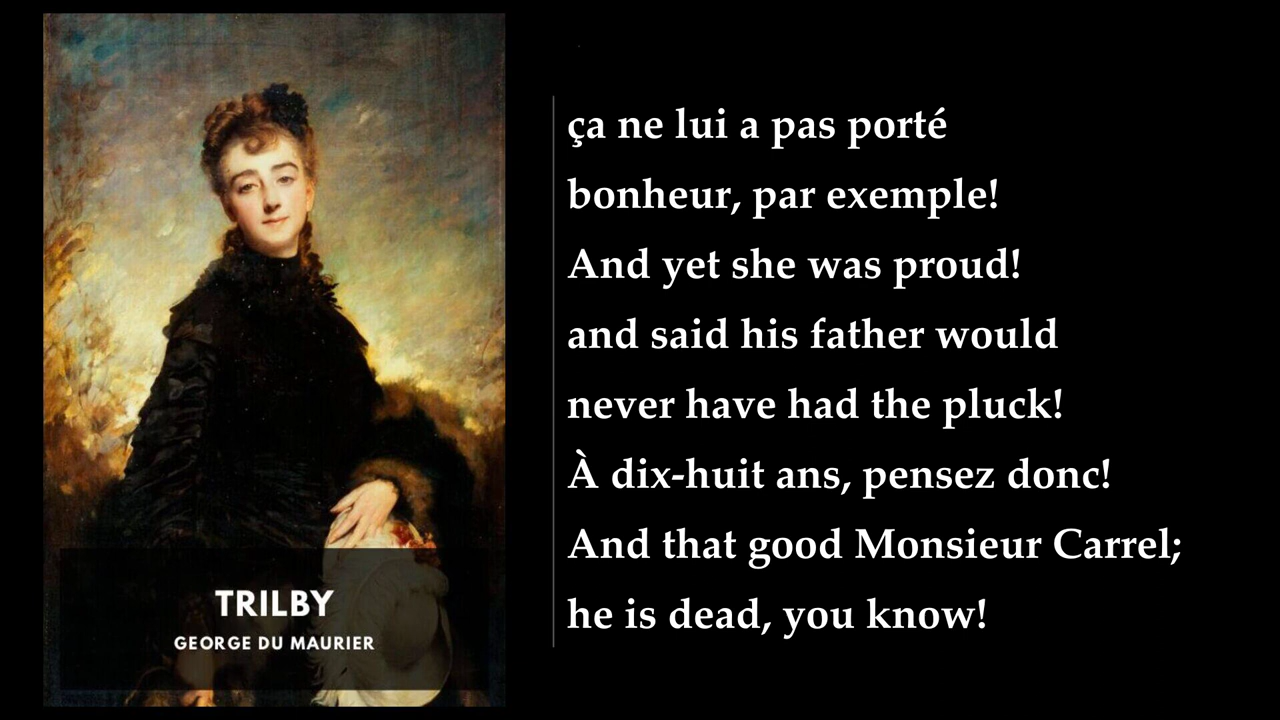 TRILBY
GEORGE DU MAURIER
ça ne lui a pas porté
bonheur, par exemple!
And yet she was proud!
and said his father would
never have had the pluck!
À dix-huit ans, pensez donc!
And that good Monsieur Carrel;
he is dead, you know!